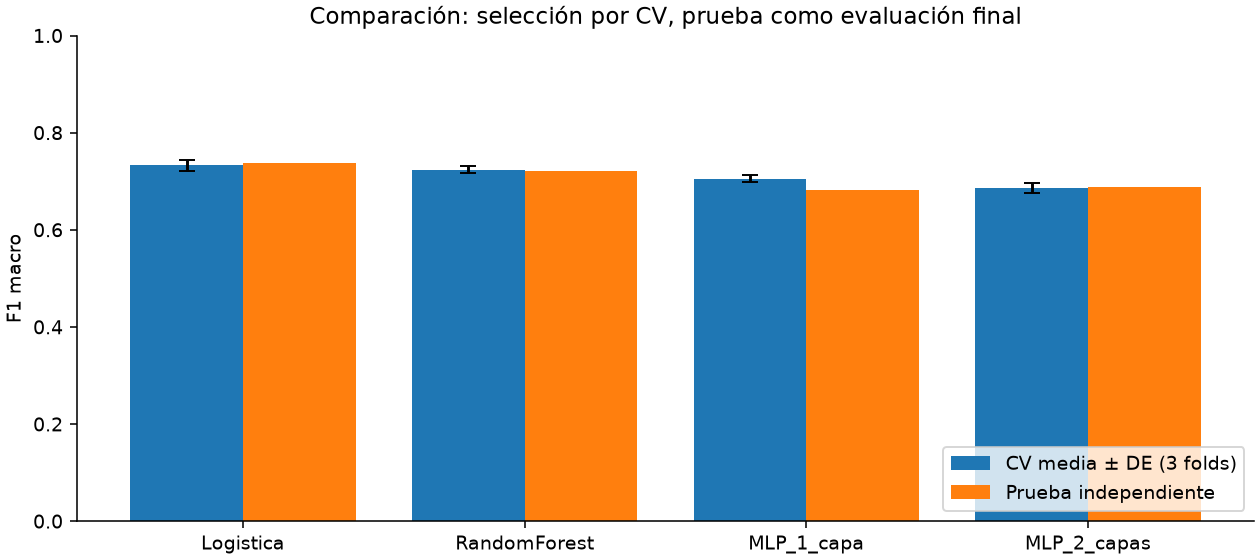 Comparación: selección por CV, prueba como evaluación final
F1 macro
1.0
0.8
0.6
0.4
0.2
0.0
Logistica
RandomForest
MLP_1_capa
MLP_2_capas
CV media ± DE (3 folds)
Prueba independiente